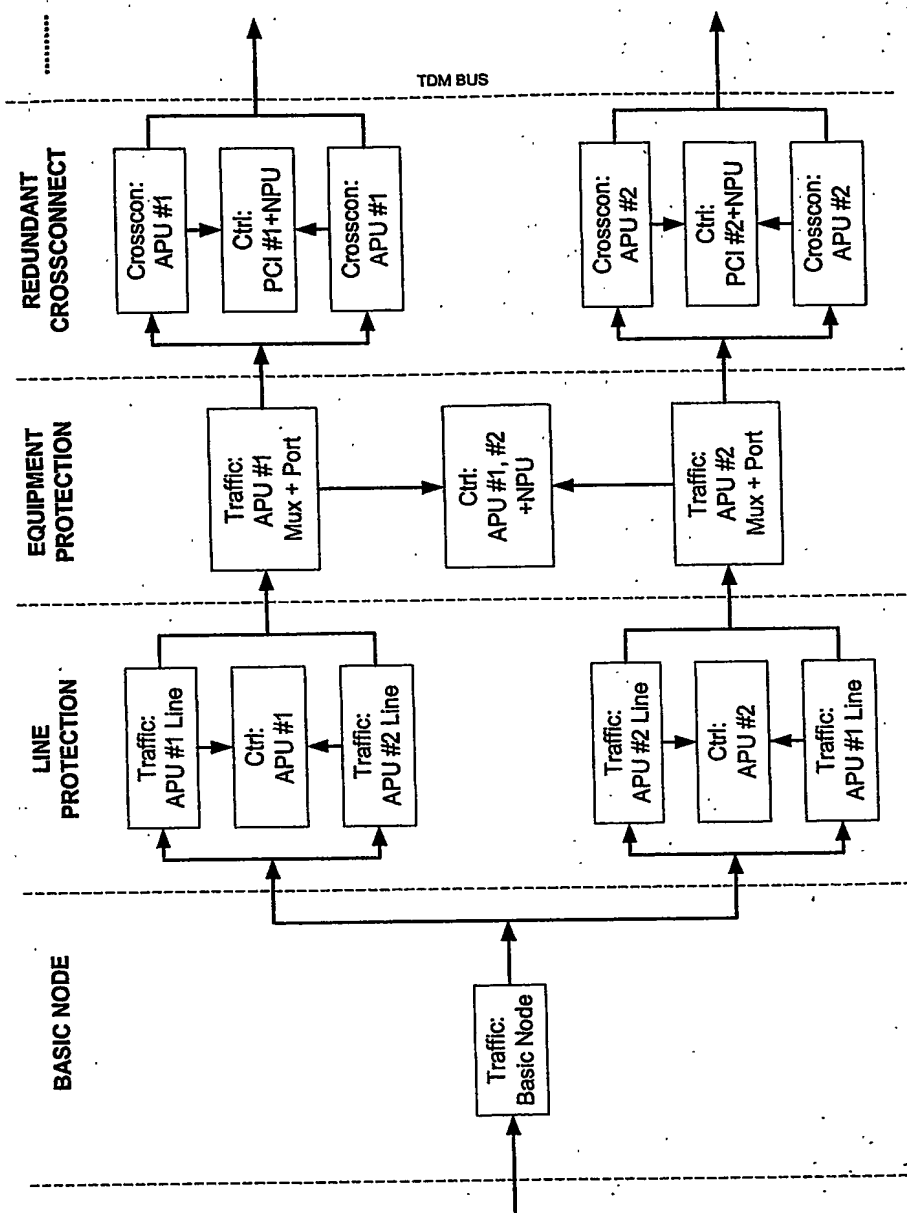 BASIC NODE
LINE
PROTECTION
EQUIPMENT
PROTECTION
REDUNDANT
CROSSCONNECT
..........
Traffic:
Basic Node
Traffic:
APU #1 Line
Ctrl:
APU #1
Traffic:
APU #2 Line
Traffic:
APU #2 Line
Ctrl:
APU #2
Traffic:
APU #1 Line
Traffic:
APU #1
Mux + Port
Ctrl:
APU #1, #2
+NPU
Traffic:
APU #2
Mux + Port
Crosscon:
APU #1
Ctrl:
PCI #1+NPU
Crosscon:
APU #1
Crosscon:
APU #2
Ctrl:
PCI #2+NPU
Crosscon:
APU #2
TDM BUS